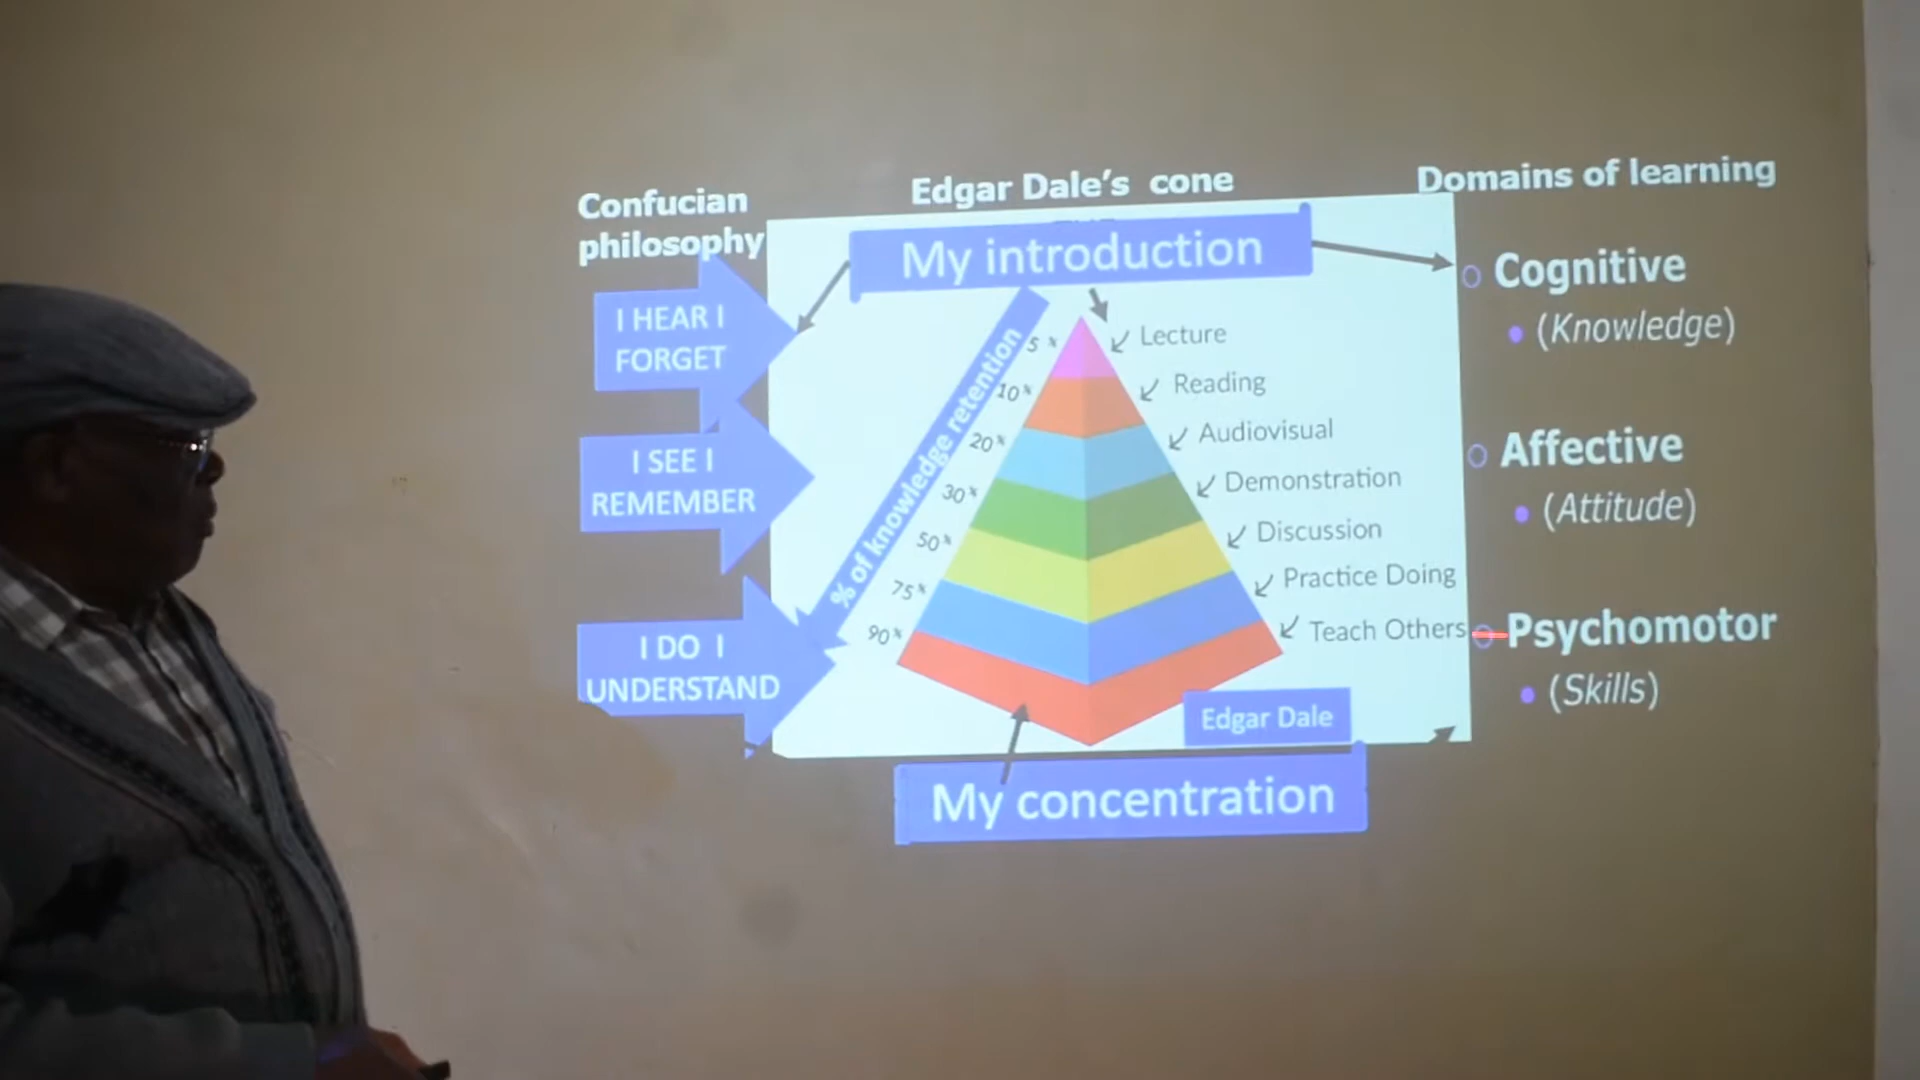 Confucian
philosophy
Edgar Dale's cone
Domains of learning
My introduction
I HEAR I
FORGET
I SEE I
REMEMBER
I DO I
UNDERSTAND
% of knowledge retention
5%
10%
20%
30%
50%
75%
90%
Lecture
Reading
Audiovisual
Demonstration
Discussion
Practice Doing
Teach Others
Edgar Dale
My concentration
Cognitive
(Knowledge)
Affective
(Attitude)
Psychomotor
(Skills)